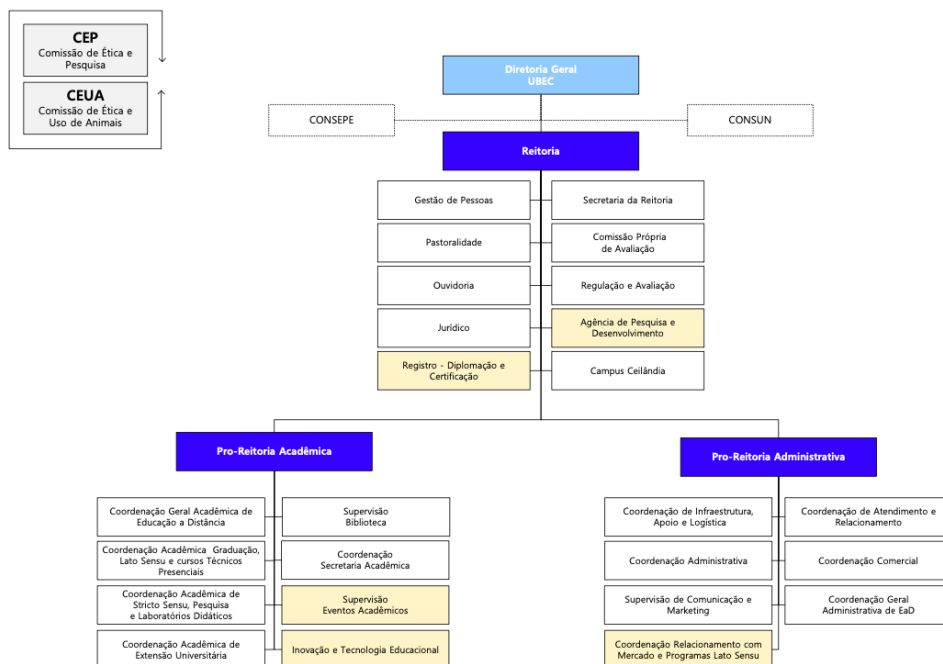 CEP
Comissão de Ética e
Pesquisa
CEUA
Comissão de Ética e
Uso de Animais
Diretoria Geral
UBEC
CONSEPE
CONSUN
Reitoria
Gestão de Pessoas
Secretaria da Reitoria
Pastoralidade
Comissão Própria
de Avaliação
Ouvidoria
Regulação e Avaliação
Jurídico
Agência de Pesquisa e
Desenvolvimento
Registro - Diplomação e
Certificação
Campus Ceilândia
Pro-Reitoria Acadêmica
Coordenação Geral Acadêmica de
Educação a Distância
Supervisão
Biblioteca
Coordenação Acadêmica Graduação,
Lato Sensu e cursos Técnicos
Presenciais
Coordenação
Secretaria Acadêmica
Coordenação Acadêmica de
Stricto Sensu, Pesquisa
e Laboratórios Didáticos
Supervisão
Eventos Acadêmicos
Coordenação Acadêmica de
Extensão Universitária
Inovação e Tecnologia Educacional
Pro-Reitoria Administrativa
Coordenação de Infraestrutura,
Apoio e Logística
Coordenação de Atendimento e
Relacionamento
Coordenação Administrativa
Coordenação Comercial
Supervisão de Comunicação e
Marketing
Coordenação Geral
Administrativa de EaD
Coordenação Relacionamento com
Mercado e Programas Lato Sensu